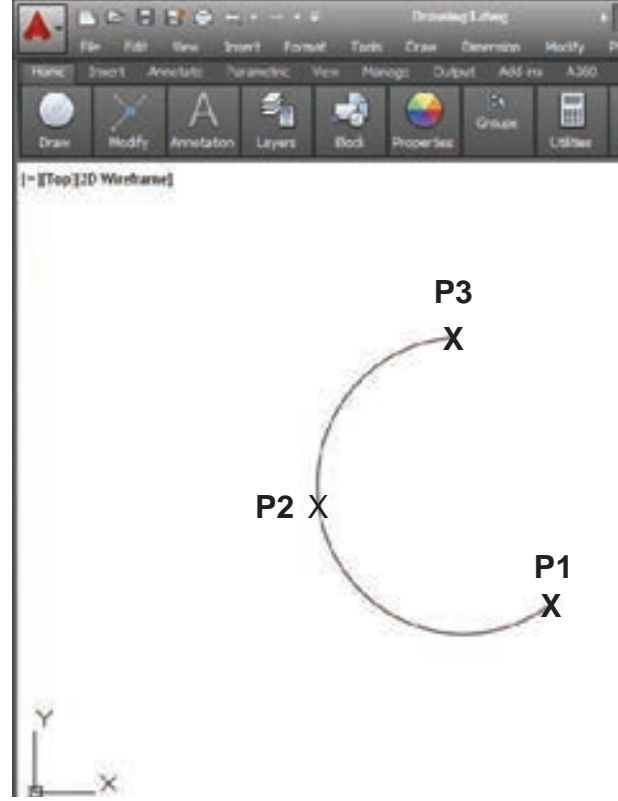 Drawing1.dwg
File Edit View Insert Format Tools Draw Dimension Modify
Home Insert Annotate Parametric View Manage Output Add-ins A360
Draw Modify Annotation Layers Block Properties Groups Utilities
[-][Top][2D Wireframe]
P3
X
P2 X
P1
X
Y
X